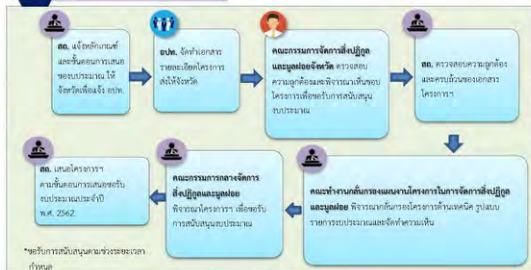 สถ. แจ้งหลักเกณฑ์
และขั้นตอนการเสนอ
ของบประมาณ ให้
จังหวัดเพื่อแจ้ง อปท.
อปท. จัดทำเอกสาร
รายละเอียดโครงการ
ส่งให้จังหวัด
คณะกรรมการจัดการสิ่งปฏิกูล
และมูลฝอยจังหวัด ตรวจสอบ
ความถูกต้องและพิจารณาเห็นชอบ
โครงการเพื่อขอรับการสนับสนุน
งบประมาณ
สถ. ตรวจสอบความถูกต้อง
และครบถ้วนของเอกสาร
โครงการฯ
คณะทำงานกลั่นกรองแผนงานโครงการในการจัดการสิ่งปฏิกูล
และมูลฝอย พิจารณากลั่นกรองโครงการด้านเทคนิค รูปแบบ
รายการงบประมาณและจัดทำความเห็น
คณะกรรมการกลางจัดการ
สิ่งปฏิกูลและมูลฝอย
พิจารณาโครงการฯ เพื่อขอรับ
การสนับสนุนงบประมาณ
สถ. เสนอโครงการฯ
ตามขั้นตอนการเสนอขอรับ
งบประมาณประจำปี
พ.ศ. 2562
*ขอรับการสนับสนุนตามช่วงระยะเวลา
กำหนด